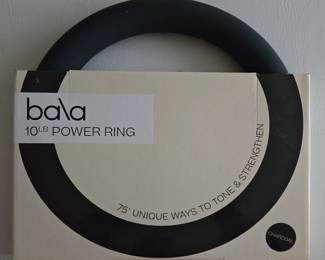 bala
10LB POWER RING
75' UNIQUE WAYS TO TONE & STRENGTHEN
CHARCOAL